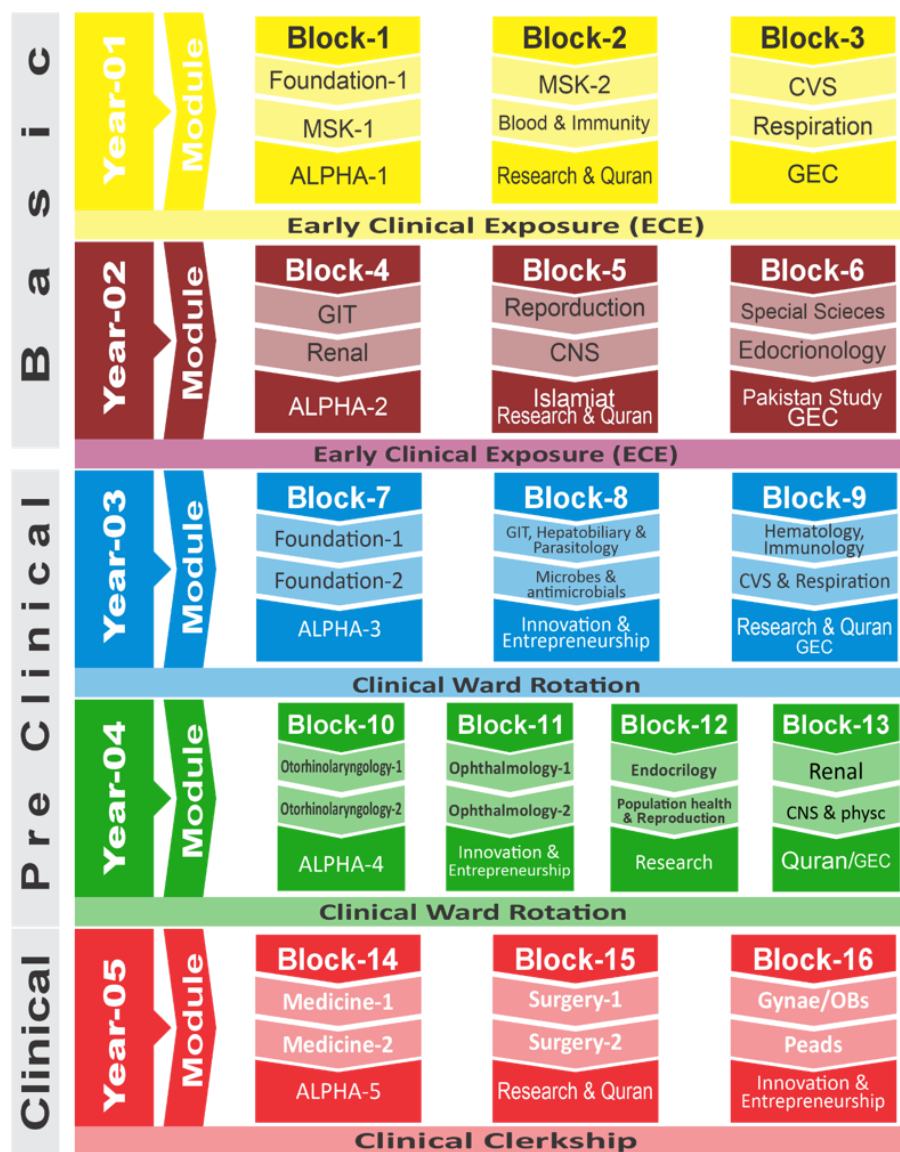 Basic
Year-01
Module
Block-1
Foundation-1
MSK-1
ALPHA-1
Block-2
MSK-2
Blood & Immunity
Research & Quran
Block-3
CVS
Respiration
GEC
Early Clinical Exposure (ECE)
Year-02
Module
Block-4
GIT
Renal
ALPHA-2
Block-5
Reporduction
CNS
Islamiat
Research & Quran
Block-6
Special Scieces
Edocrionology
Pakistan Study
GEC
Early Clinical Exposure (ECE)
Pre Clinical
Year-03
Module
Block-7
Foundation-1
Foundation-2
ALPHA-3
Block-8
GIT, Hepatobiliary &
Parasitology
Microbes &
antimicrobials
Innovation &
Entrepreneurship
Block-9
Hematology,
Immunology
CVS & Respiration
Research & Quran
GEC
Clinical Ward Rotation
Year-04
Module
Block-10
Otorhinolaryngology-1
Otorhinolaryngology-2
ALPHA-4
Block-11
Ophthalmology-1
Ophthalmology-2
Innovation &
Entrepreneurship
Block-12
Endocrilogy
Population health
& Reproduction
Research
Block-13
Renal
CNS & physc
Quran/GEC
Clinical Ward Rotation
Clinical
Year-05
Module
Block-14
Medicine-1
Medicine-2
ALPHA-5
Block-15
Surgery-1
Surgery-2
Research & Quran
Block-16
Gynae/OBs
Peads
Innovation &
Entrepreneurship
Clinical Clerkship